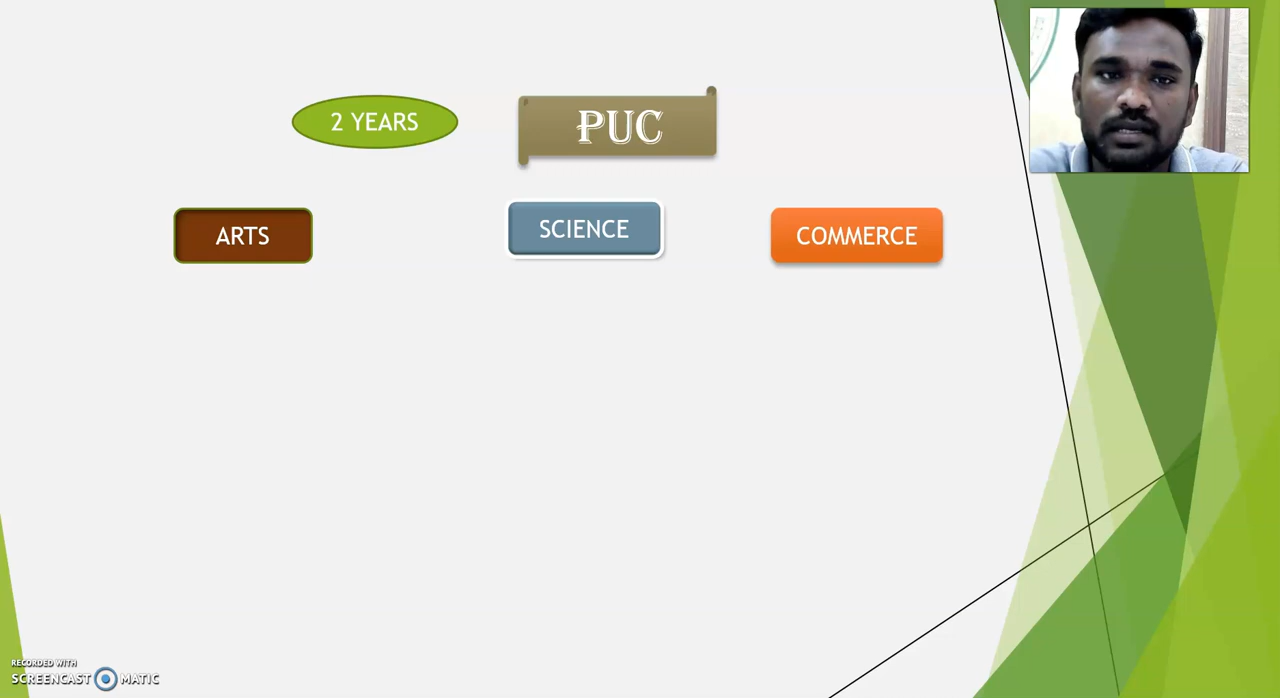 2 YEARS
PUC
ARTS
SCIENCE
COMMERCE
RECORDED WITH
SCREENCAST MATIC